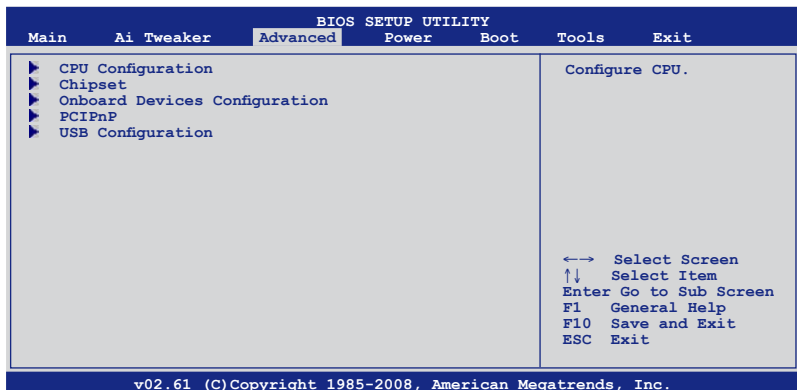 BIOS SETUP UTILITY
Main Ai Tweaker Advanced Power Boot Tools Exit
CPU Configuration
Chipset
Onboard Devices Configuration
PCIPnP
USB Configuration
Configure CPU.
←→ Select Screen
↑↓ Select Item
Enter Go to Sub Screen
F1 General Help
F10 Save and Exit
ESC Exit
v02.61 (C)Copyright 1985-2008, American Megatrends, Inc.